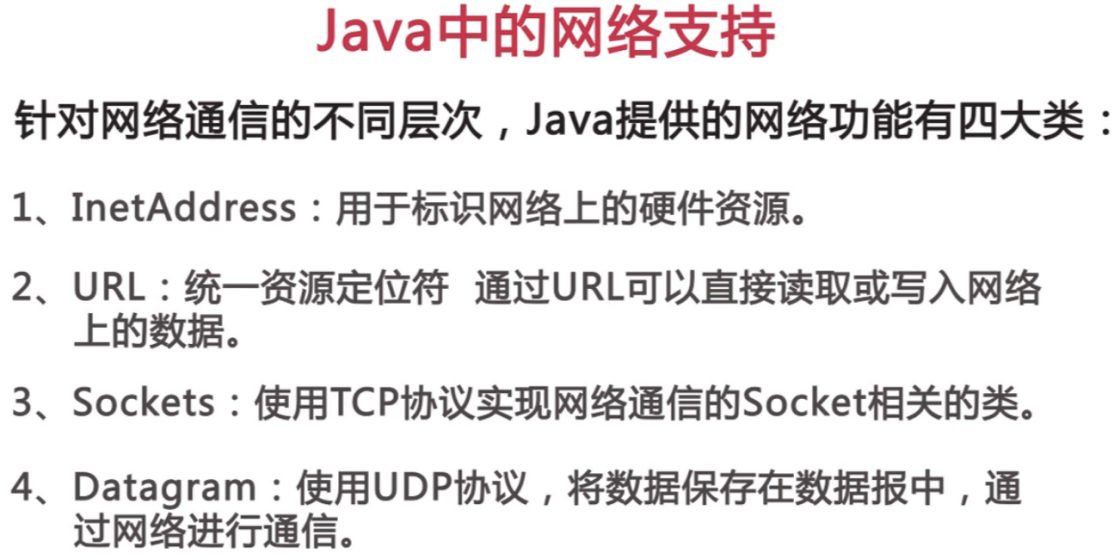 Java中的网络支持
针对网络通信的不同层次，Java提供的网络功能有四大类：
1、InetAddress：用于标识网络上的硬件资源。
2、URL：统一资源定位符 通过URL可以直接读取或写入网络
上的数据。
3、Sockets：使用TCP协议实现网络通信的Socket相关的类。
4、Datagram：使用UDP协议，将数据保存在数据报中，通
过网络进行通信。